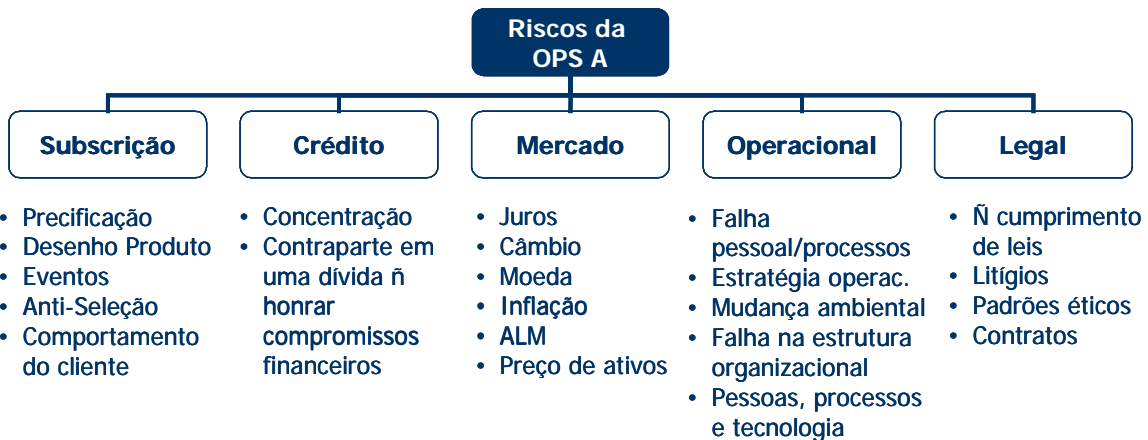 Riscos da
OPS A
Subscrição
Crédito
Mercado
Operacional
Legal
• Precificação
• Desenho Produto
• Eventos
• Anti-Seleção
• Comportamento
do cliente
• Concentração
• Contraparte em
uma dívida ñ
honrar
compromissos
financeiros
• Juros
• Câmbio
• Moeda
• Inflação
• ALM
• Preço de ativos
• Falha
pessoal/processos
• Estratégia operac.
• Mudança ambiental
• Falha na estrutura
organizacional
• Pessoas, processos
e tecnologia
• Ñ cumprimento
de leis
• Litígios
• Padrões éticos
• Contratos